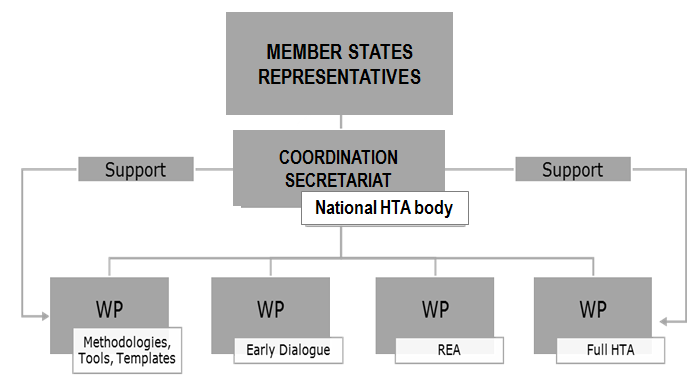 MEMBER STATES
REPRESENTATIVES
COORDINATION
SECRETARIAT
National HTA body
Support
Support
WP
Methodologies,
Tools, Templates
WP
Early Dialogue
WP
REA
WP
Full HTA